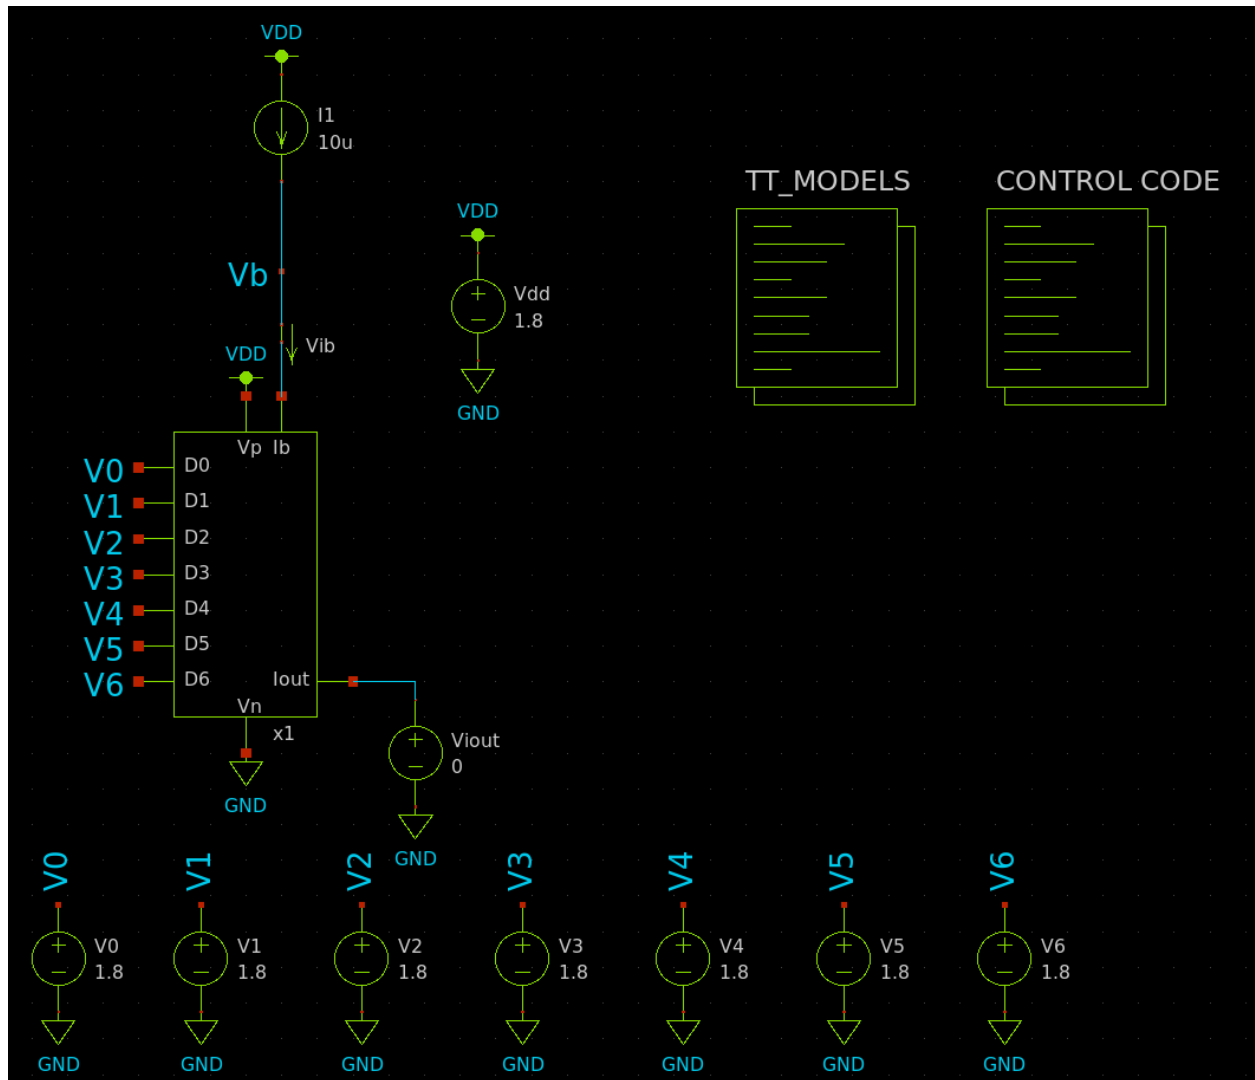 VDD
I1
10u
TT_MODELS
CONTROL CODE
VDD
Vb
Vdd
1.8
Vib
VDD
GND
Vp Ib
V0 D0
V1 D1
V2 D2
V3 D3
V4 D4
V5 D5
V6 D6
Iout
Vn
x1
Viout
0
GND
GND
V0
V1
V2
V3
V4
V5
V6
V0
1.8
V1
1.8
V2
1.8
V3
1.8
V4
1.8
V5
1.8
V6
1.8
GND
GND
GND
GND
GND
GND
GND